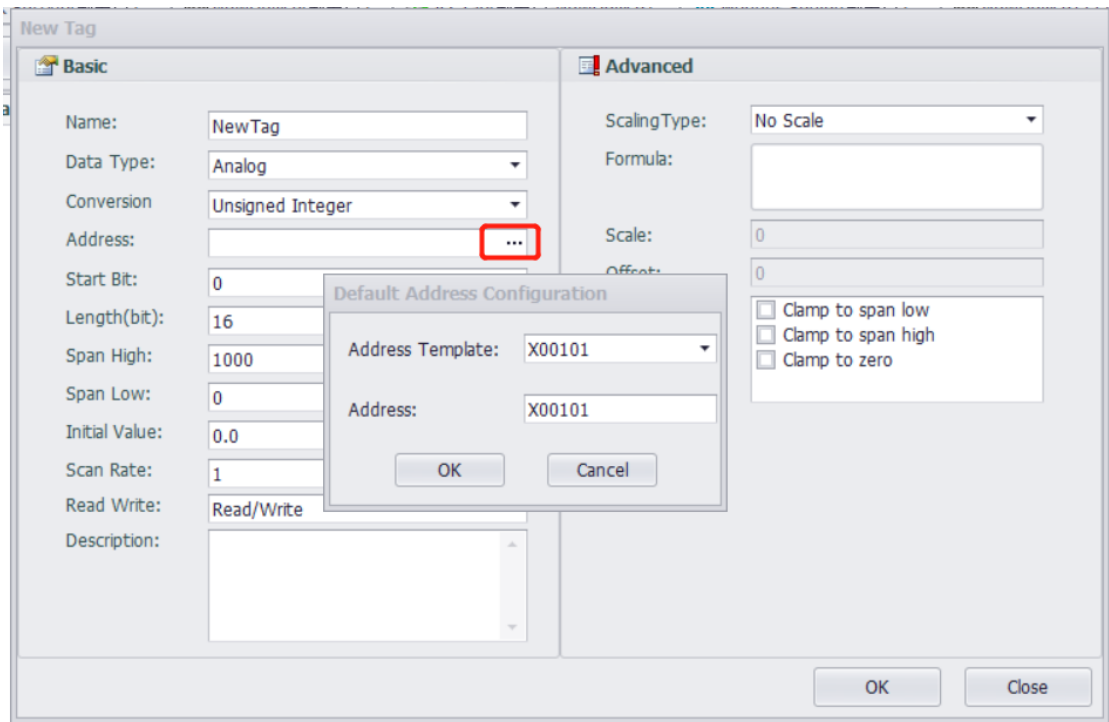 New Tag
Basic
Name:
NewTag
Data Type:
Analog
Conversion
Unsigned Integer
Address:
...
Start Bit:
0
Length(bit):
16
Span High:
1000
Span Low:
0
Initial Value:
0.0
Scan Rate:
1
Read Write:
Read/Write
Description:
Default Address Configuration
Address Template:
X00101
Address:
X00101
OK
Cancel
Advanced
ScalingType:
No Scale
Formula:
Scale:
0
Offset:
0
Clamp to span low
Clamp to span high
Clamp to zero
OK
Close